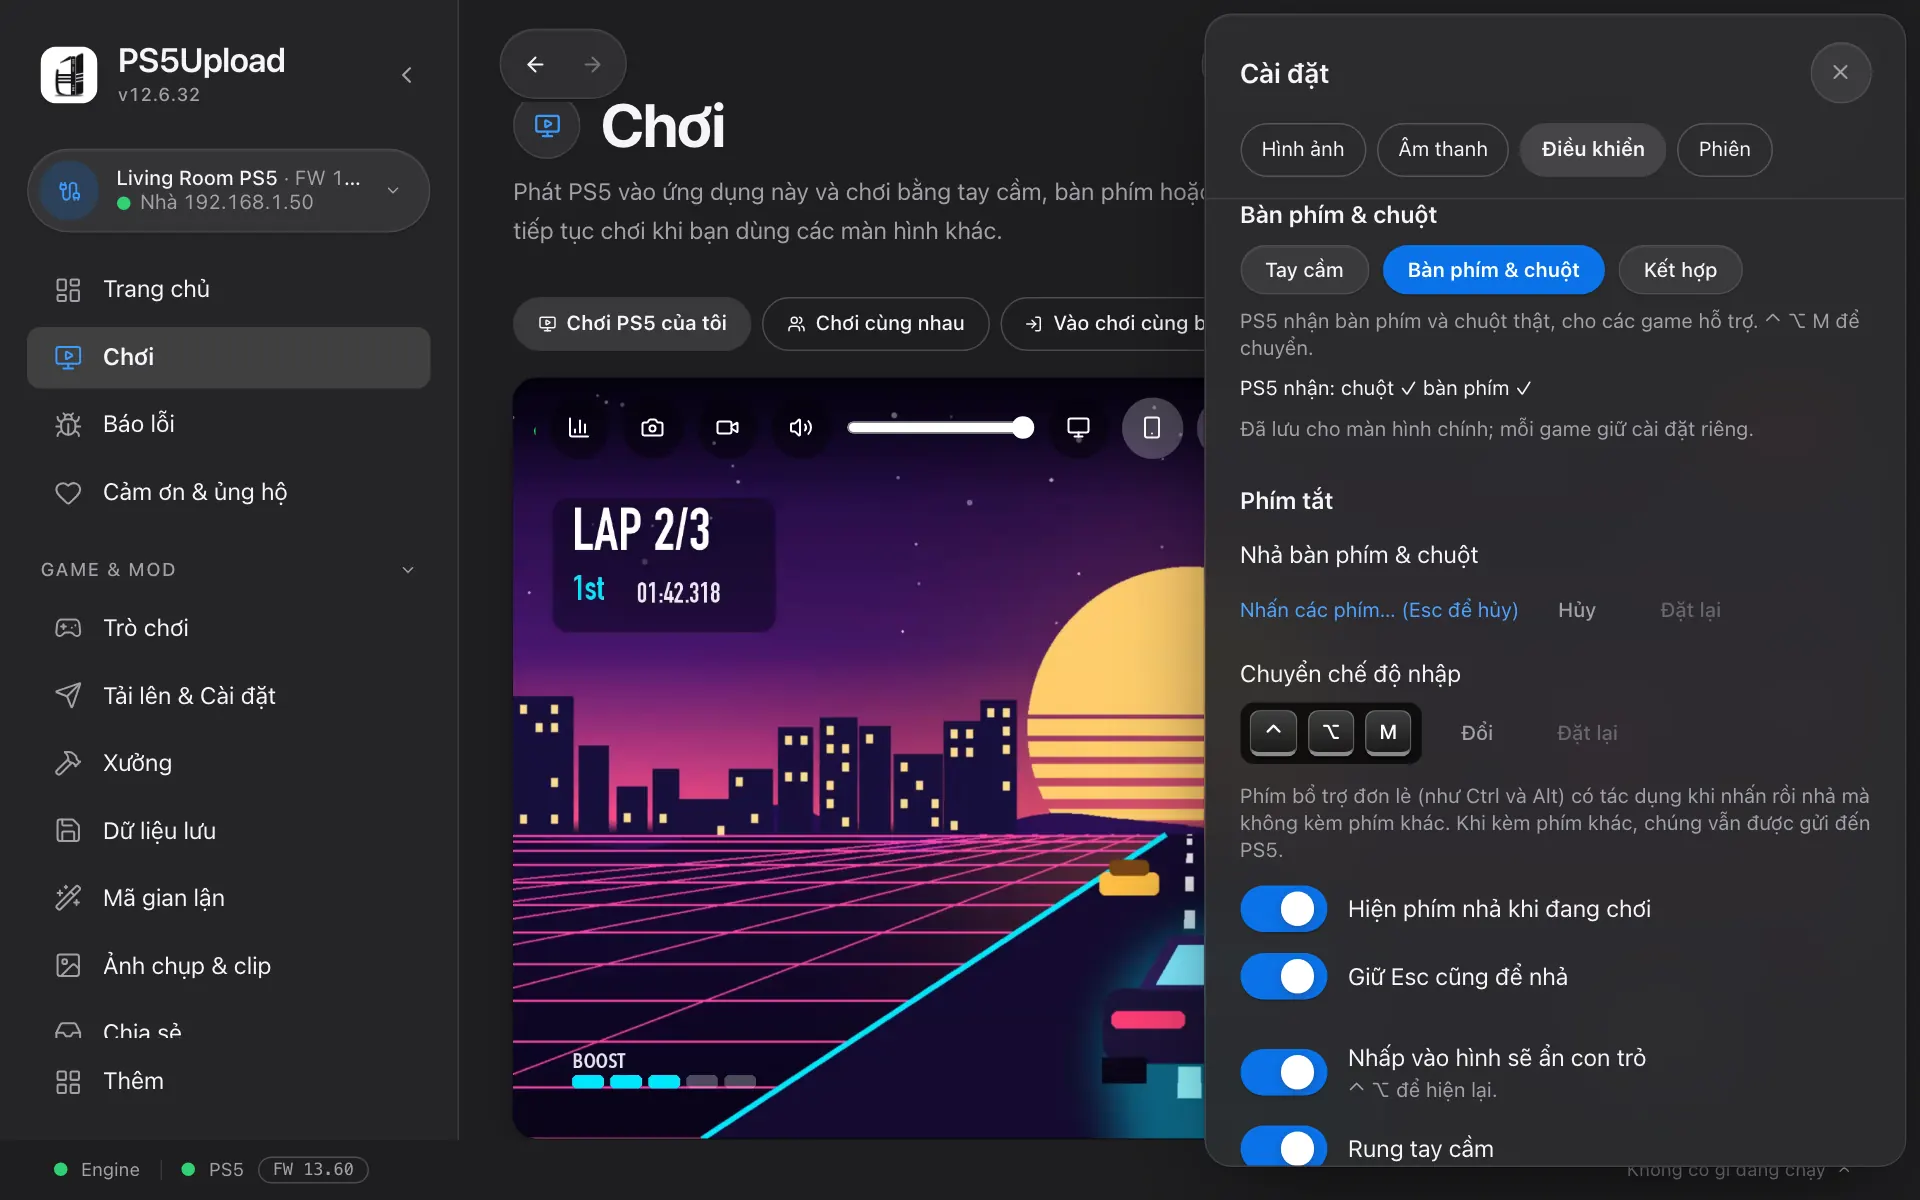 PS5Upload
v12.6.32
Living Room PS5 · FW 1...
Nhà 192.168.1.50
Trang chủ
Chơi
Báo lỗi
Cảm ơn & ủng hộ
GAME & MOD
Trò chơi
Tải lên & Cài đặt
Xưởng
Dữ liệu lưu
Mã gian lận
Ảnh chụp & clip
Chia sẻ
Thêm
Engine
PS5
FW 13.60
Chơi
Phát PS5 vào ứng dụng này và chơi bằng tay cầm, bàn phím hoặc
tiếp tục chơi khi bạn dùng các màn hình khác.
Chơi PS5 của tôi
Chơi cùng nhau
Vào chơi cùng b
LAP 2/3
1st 01:42.318
BOOST
Cài đặt
Hình ảnh
Âm thanh
Điều khiển
Phiên
Bàn phím & chuột
Tay cầm
Bàn phím & chuột
Kết hợp
PS5 nhận bàn phím và chuột thật, cho các game hỗ trợ. ⌃ ⌥ M để
chuyển.
PS5 nhận: chuột ✓ bàn phím ✓
Đã lưu cho màn hình chính; mỗi game giữ cài đặt riêng.
Phím tắt
Nhả bàn phím & chuột
Nhấn các phím... (Esc để hủy)
Hủy
Đặt lại
Chuyển chế độ nhập
⌃ ⌥ M
Đổi
Đặt lại
Phím bổ trợ đơn lẻ (như Ctrl và Alt) có tác dụng khi nhấn rồi nhả mà
không kèm phím khác. Khi kèm phím khác, chúng vẫn được gửi đến
PS5.
Hiện phím nhả khi đang chơi
Giữ Esc cũng để nhả
Nhấp vào hình sẽ ẩn con trỏ
⌃ ⌥ để hiện lại.
Rung tay cầm
Không có gì đang chạy